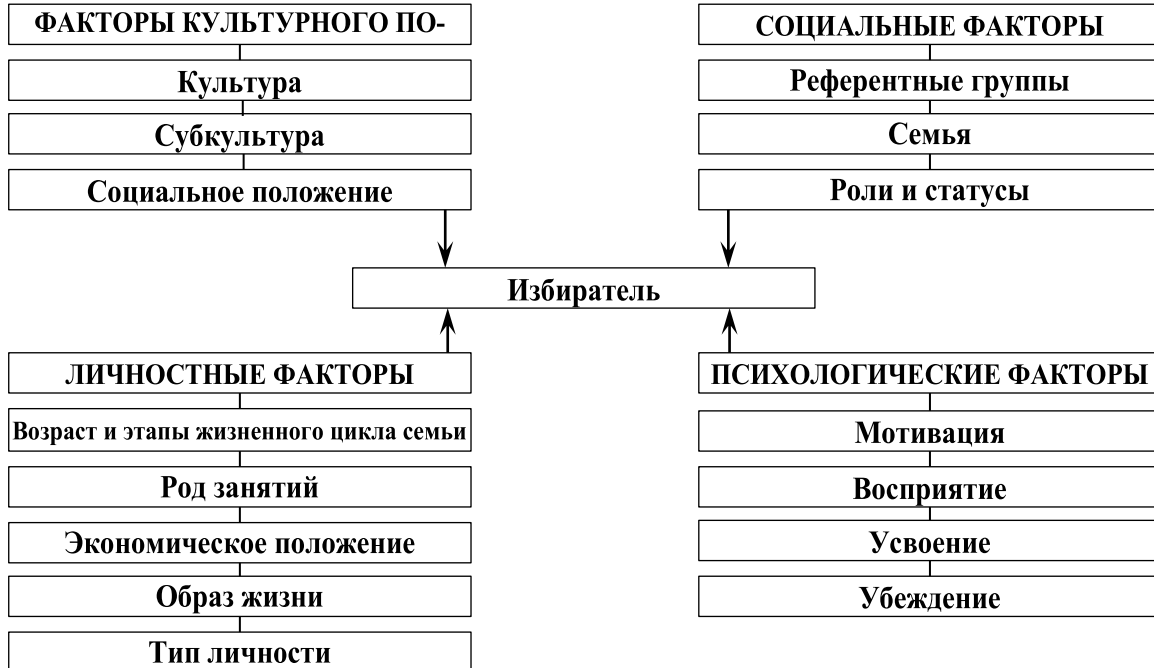 ФАКТОРЫ КУЛЬТУРНОГО ПО-
Культура
Субкультура
Социальное положение
СОЦИАЛЬНЫЕ ФАКТОРЫ
Референтные группы
Семья
Роли и статусы
Избиратель
ЛИЧНОСТНЫЕ ФАКТОРЫ
Возраст и этапы жизненного цикла семьи
Род занятий
Экономическое положение
Образ жизни
Тип личности
ПСИХОЛОГИЧЕСКИЕ ФАКТОРЫ
Мотивация
Восприятие
Усвоение
Убеждение